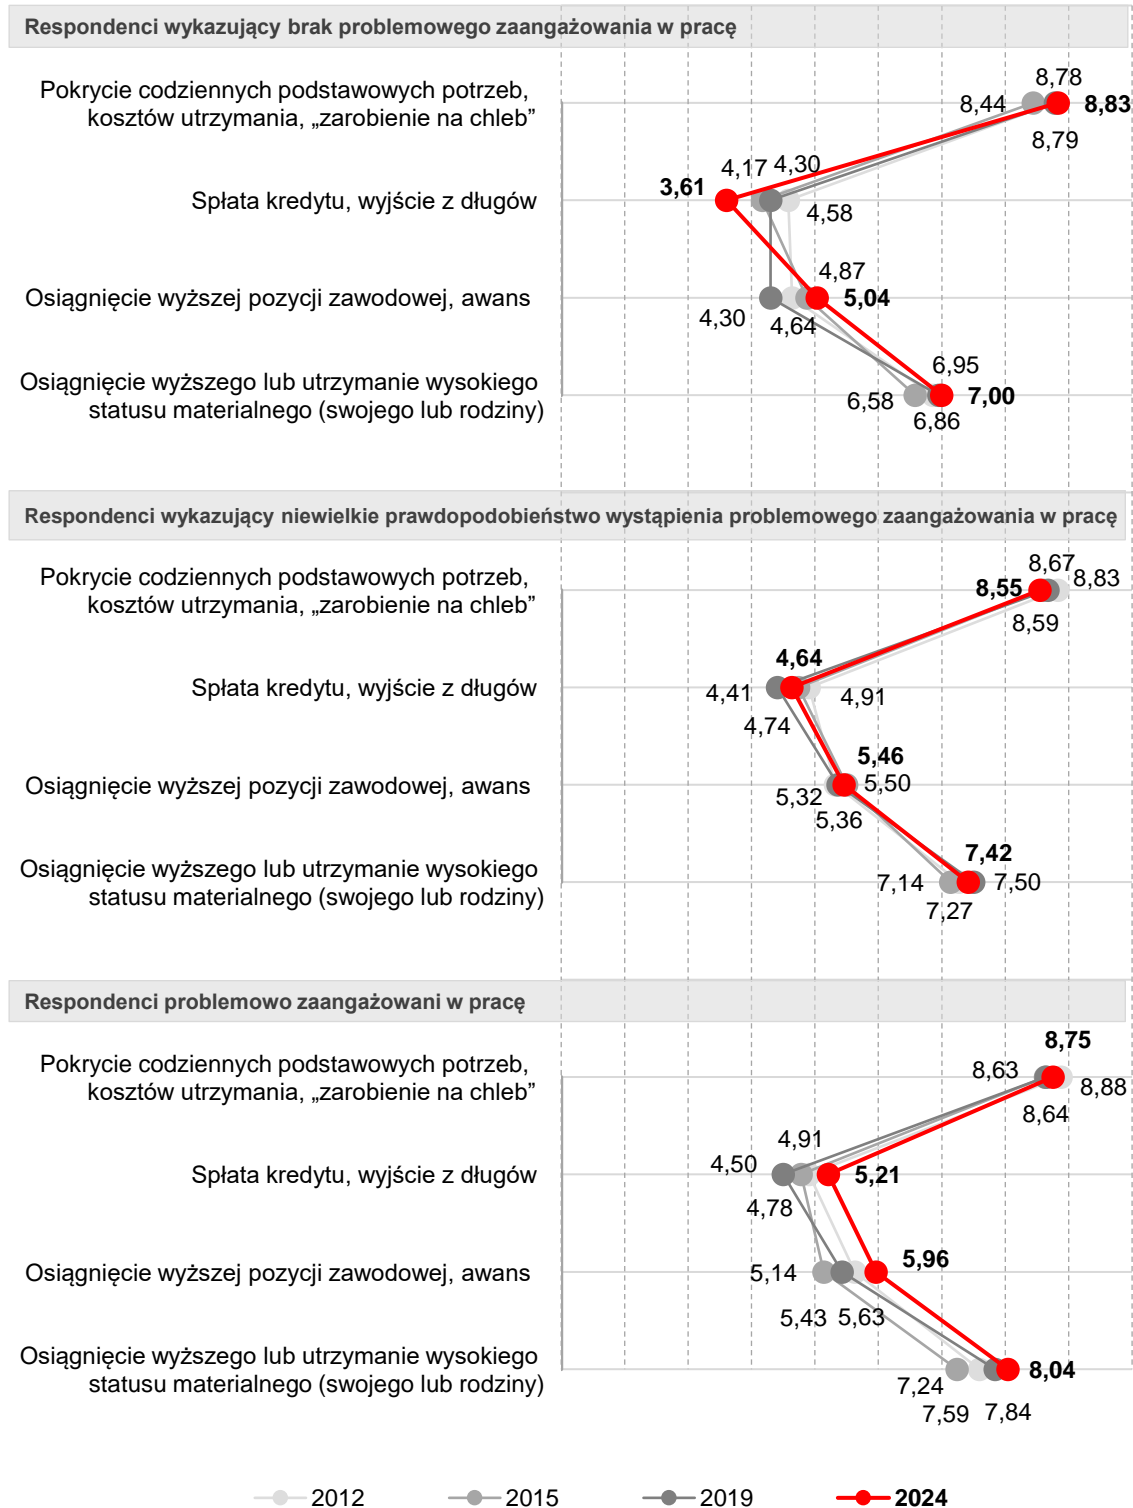 Respondenci wykazujący brak problemowego zaangażowania w pracę
Pokrycie codziennych podstawowych potrzeb,
kosztów utrzymania, „zarobienie na chleb”
8,78
8,44
8,83
8,79
Spłata kredytu, wyjście z długów
4,17
4,30
3,61
4,58
Osiągnięcie wyższej pozycji zawodowej, awans
4,87
5,04
4,30
4,64
Osiągnięcie wyższego lub utrzymanie wysokiego
statusu materialnego (swojego lub rodziny)
6,95
7,00
6,58
6,86
Respondenci wykazujący niewielkie prawdopodobieństwo wystąpienia problemowego zaangażowania w pracę
Pokrycie codziennych podstawowych potrzeb,
kosztów utrzymania, „zarobienie na chleb”
8,67
8,55
8,83
8,59
Spłata kredytu, wyjście z długów
4,64
4,41
4,91
4,74
Osiągnięcie wyższej pozycji zawodowej, awans
5,46
5,32
5,50
5,36
Osiągnięcie wyższego lub utrzymanie wysokiego
statusu materialnego (swojego lub rodziny)
7,42
7,14
7,50
7,27
Respondenci problemowo zaangażowani w pracę
Pokrycie codziennych podstawowych potrzeb,
kosztów utrzymania, „zarobienie na chleb”
8,75
8,63
8,88
8,64
Spłata kredytu, wyjście z długów
4,91
4,50
5,21
4,78
Osiągnięcie wyższej pozycji zawodowej, awans
5,96
5,14
5,43
5,63
Osiągnięcie wyższego lub utrzymanie wysokiego
statusu materialnego (swojego lub rodziny)
8,04
7,24
7,59
7,84
2012
2015
2019
2024